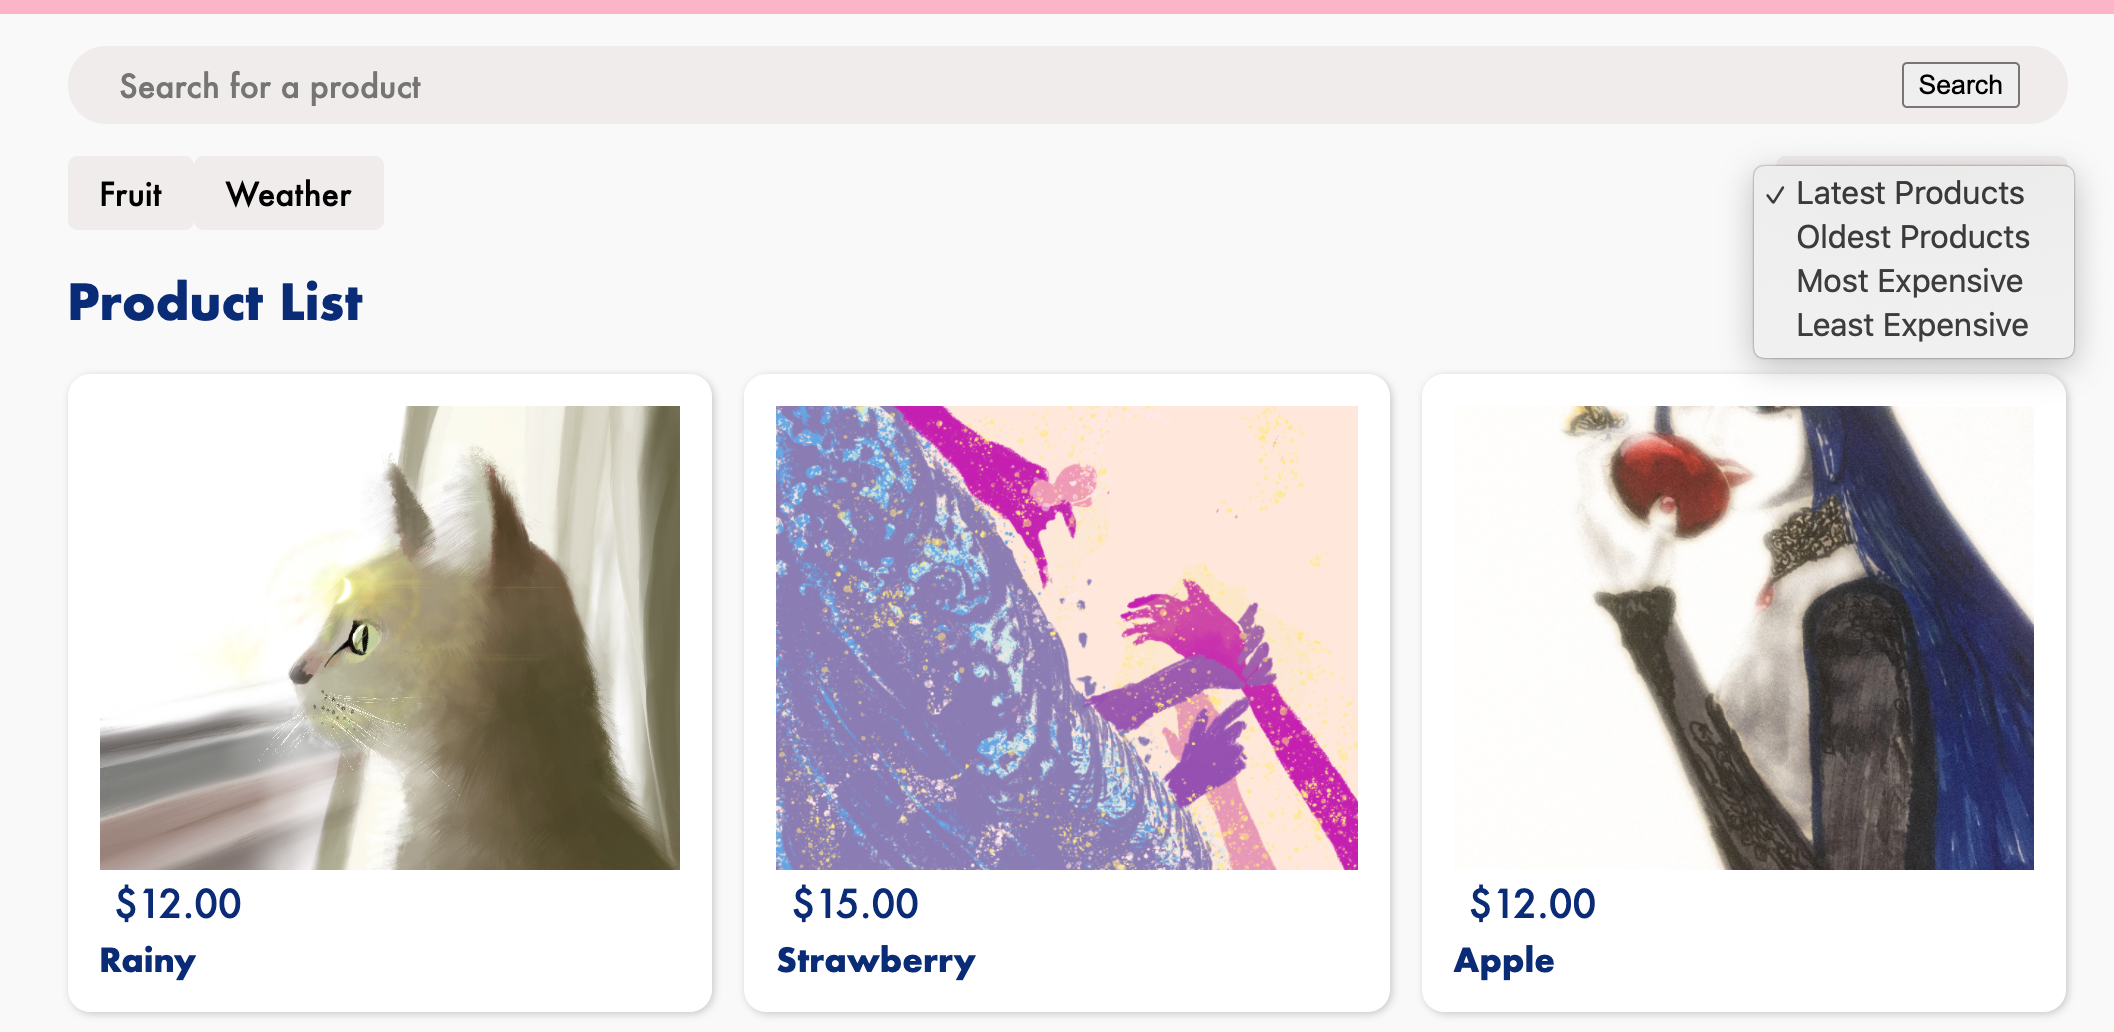 Search for a product
Search
Fruit
Weather
✓ Latest Products
Oldest Products
Most Expensive
Least Expensive
Product List
$12.00
Rainy
$15.00
Strawberry
$12.00
Apple